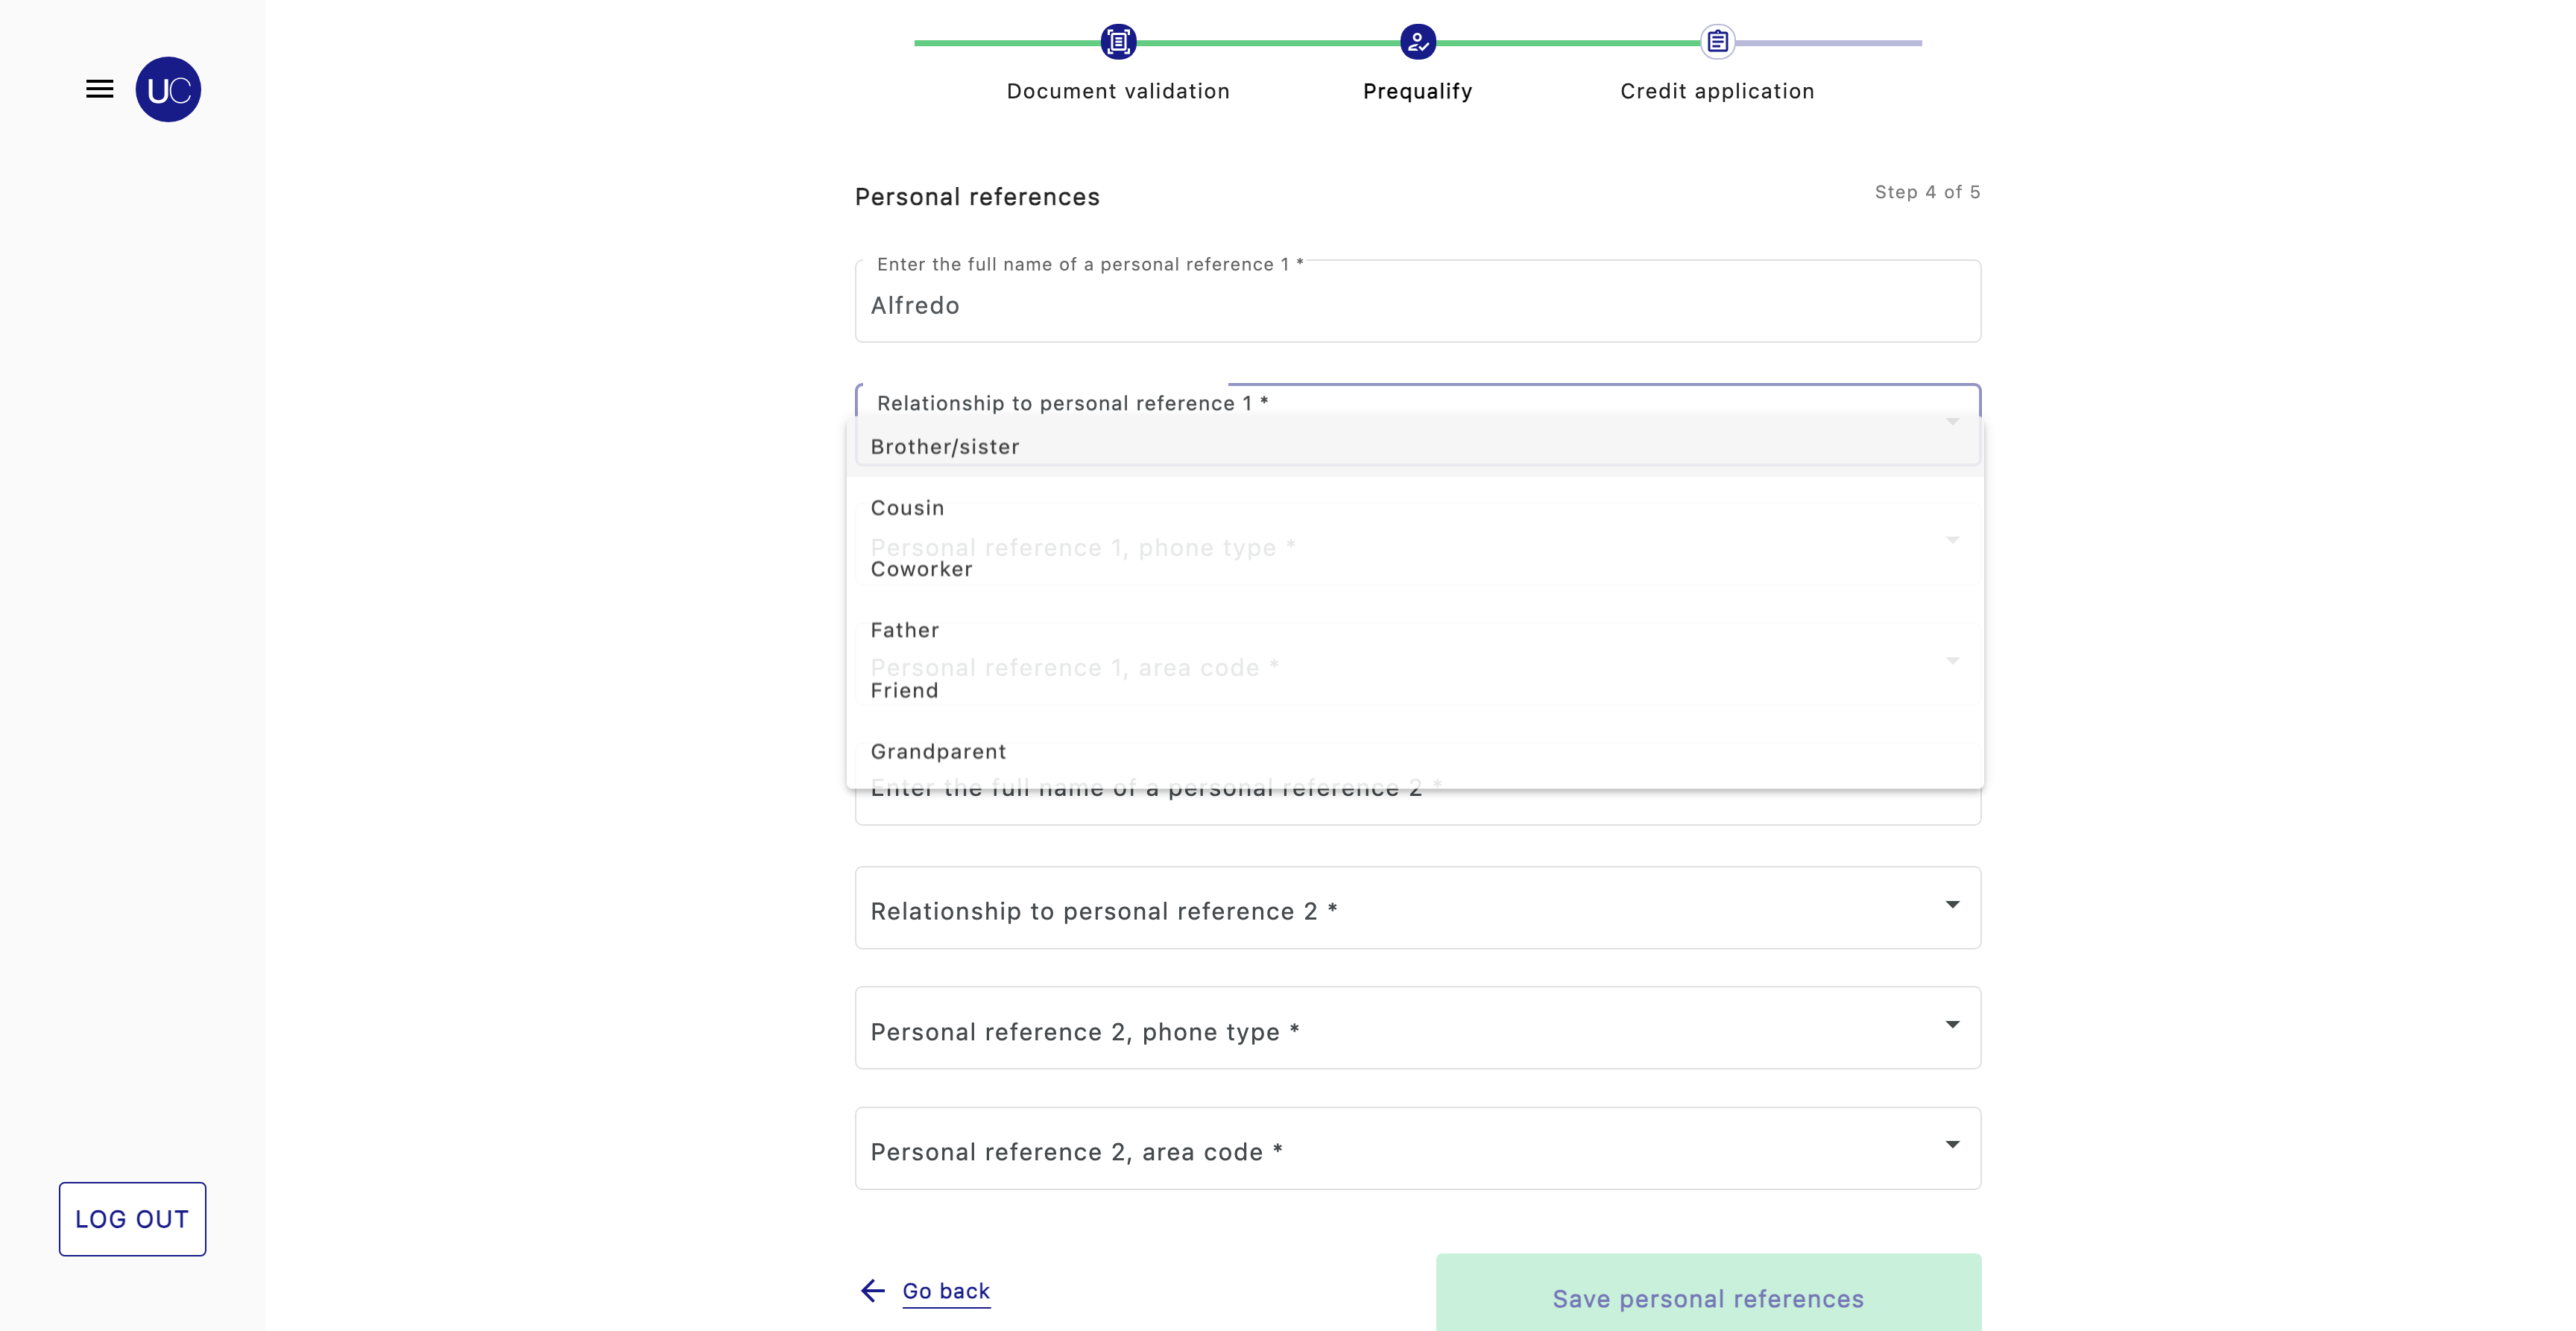 UC
Document validation
Prequalify
Credit application
Personal references
Step 4 of 5
Enter the full name of a personal reference 1 *
Alfredo
Relationship to personal reference 1 *
Brother/sister
Cousin
Personal reference 1, phone type *
Coworker
Father
Personal reference 1, area code *
Friend
Grandparent
Enter the full name of a personal reference 2 *
Relationship to personal reference 2 *
Personal reference 2, phone type *
Personal reference 2, area code *
LOG OUT
Go back
Save personal references